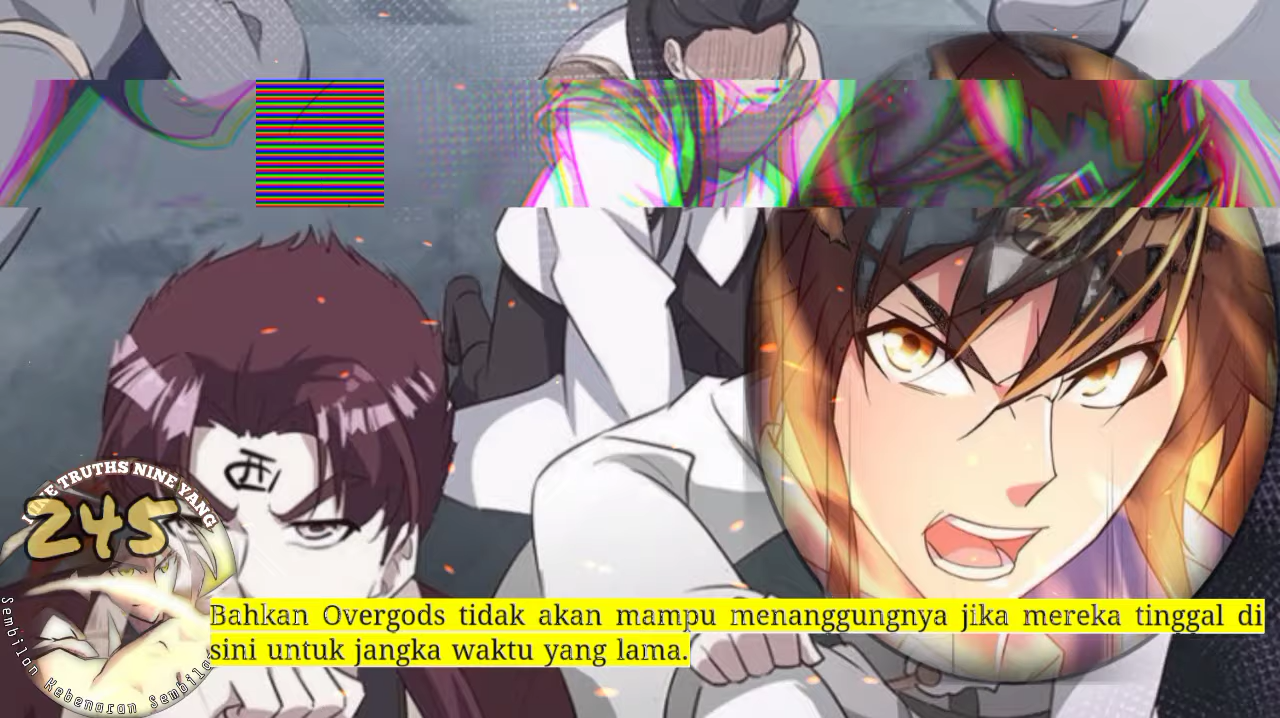 NINE TRUTHS NINE YANG
245
Sembilan Kebenaran Sembilan
Bahkan Overgods tidak akan mampu menanggungnya jika mereka tinggal di
sini untuk jangka waktu yang lama.